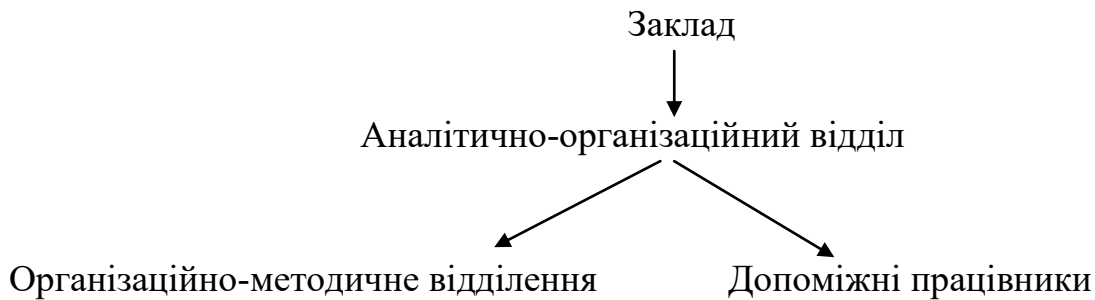 Заклад
Аналітично-організаційний відділ
Організаційно-методичне відділення Допоміжні працівники